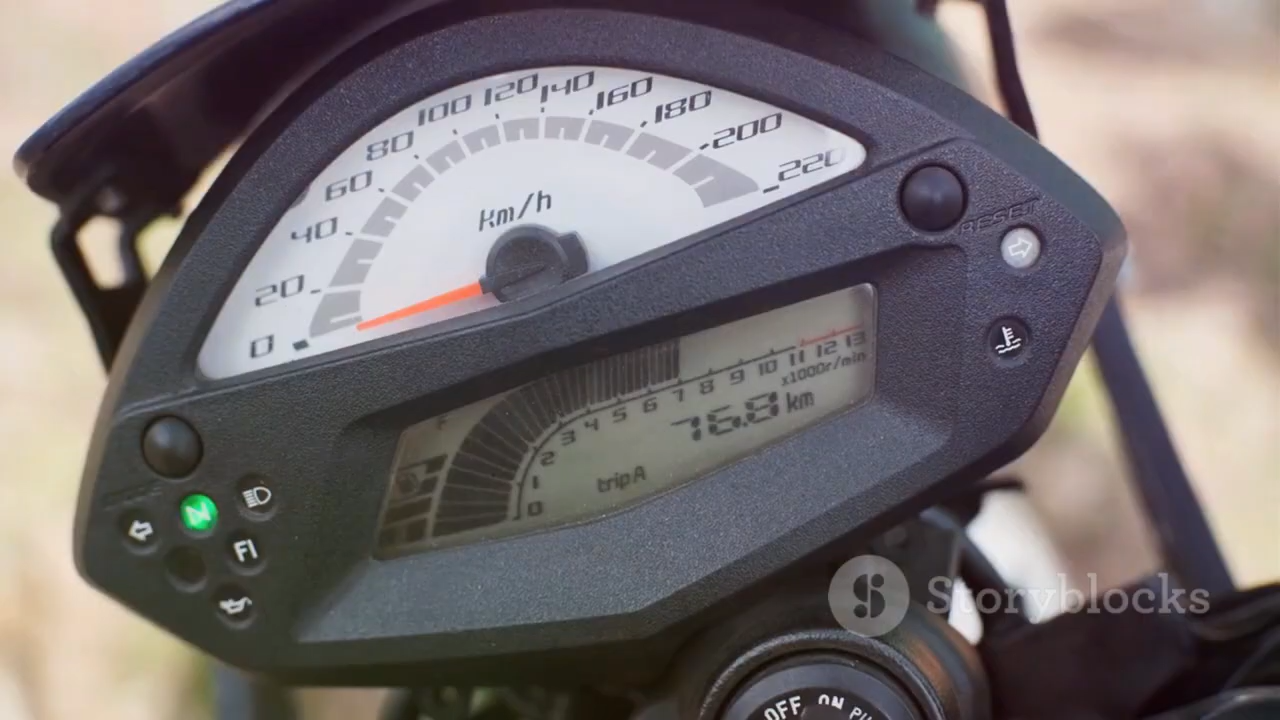 0 20 40 60 80 100 120 140 160 180 200 220
km/h
RESET
F
0 1 2 3 4 5 6 7 8 9 10 11 12 13
x1000r/min
76.8 km
trip A
N
FI
Storyblocks
OFF ON